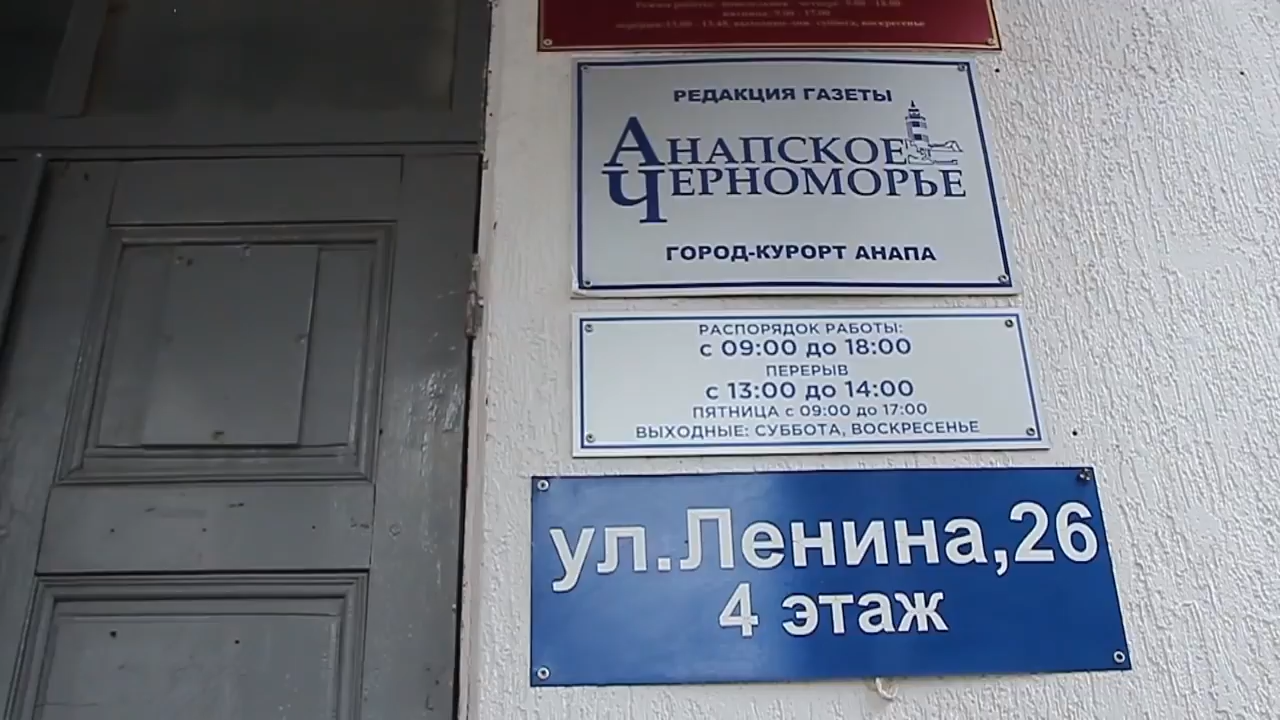 РЕДАКЦИЯ ГАЗЕТЫ
АНАПСКОЕ
ЧЕРНОМОРЬЕ
ГОРОД-КУРОРТ АНАПА
РАСПОРЯДОК РАБОТЫ:
с 09:00 до 18:00
ПЕРЕРЫВ
с 13:00 до 14:00
ПЯТНИЦА с 09:00 до 17:00
ВЫХОДНЫЕ: СУББОТА, ВОСКРЕСЕНЬЕ
ул.Ленина,26
4 этаж